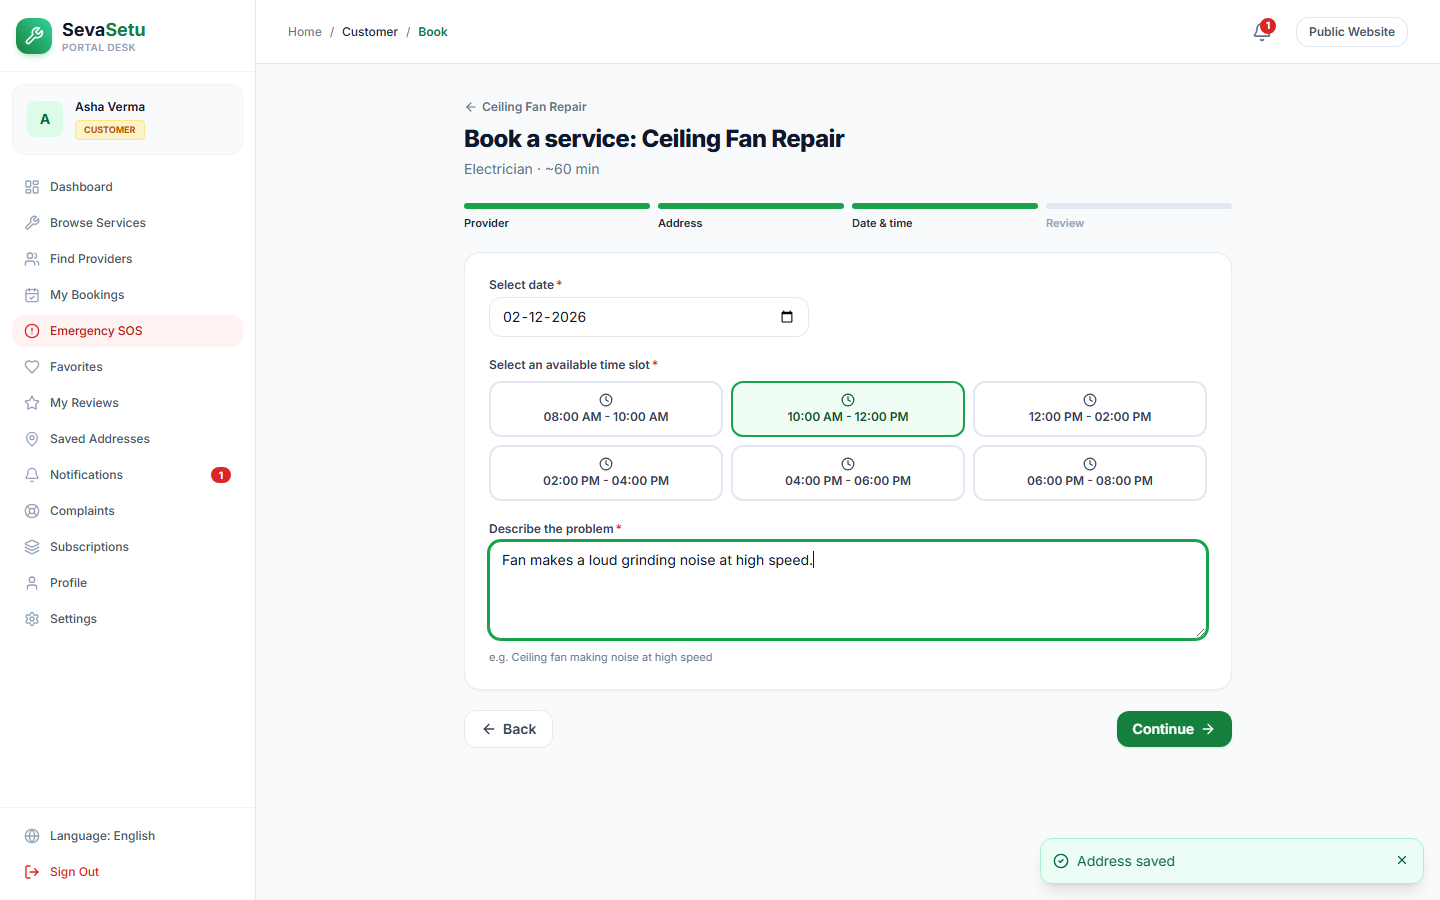 SevaSetu
PORTAL DESK
A
Asha Verma
CUSTOMER
Dashboard
Browse Services
Find Providers
My Bookings
Emergency SOS
Favorites
My Reviews
Saved Addresses
Notifications
1
Complaints
Subscriptions
Profile
Settings
Language: English
Sign Out
Home / Customer / Book
1
Public Website
Ceiling Fan Repair
Book a service: Ceiling Fan Repair
Electrician · ~60 min
Provider
Address
Date & time
Review
Select date *
02-12-2026
Select an available time slot *
08:00 AM - 10:00 AM
10:00 AM - 12:00 PM
12:00 PM - 02:00 PM
02:00 PM - 04:00 PM
04:00 PM - 06:00 PM
06:00 PM - 08:00 PM
Describe the problem *
Fan makes a loud grinding noise at high speed.
e.g. Ceiling fan making noise at high speed
Back
Continue
Address saved